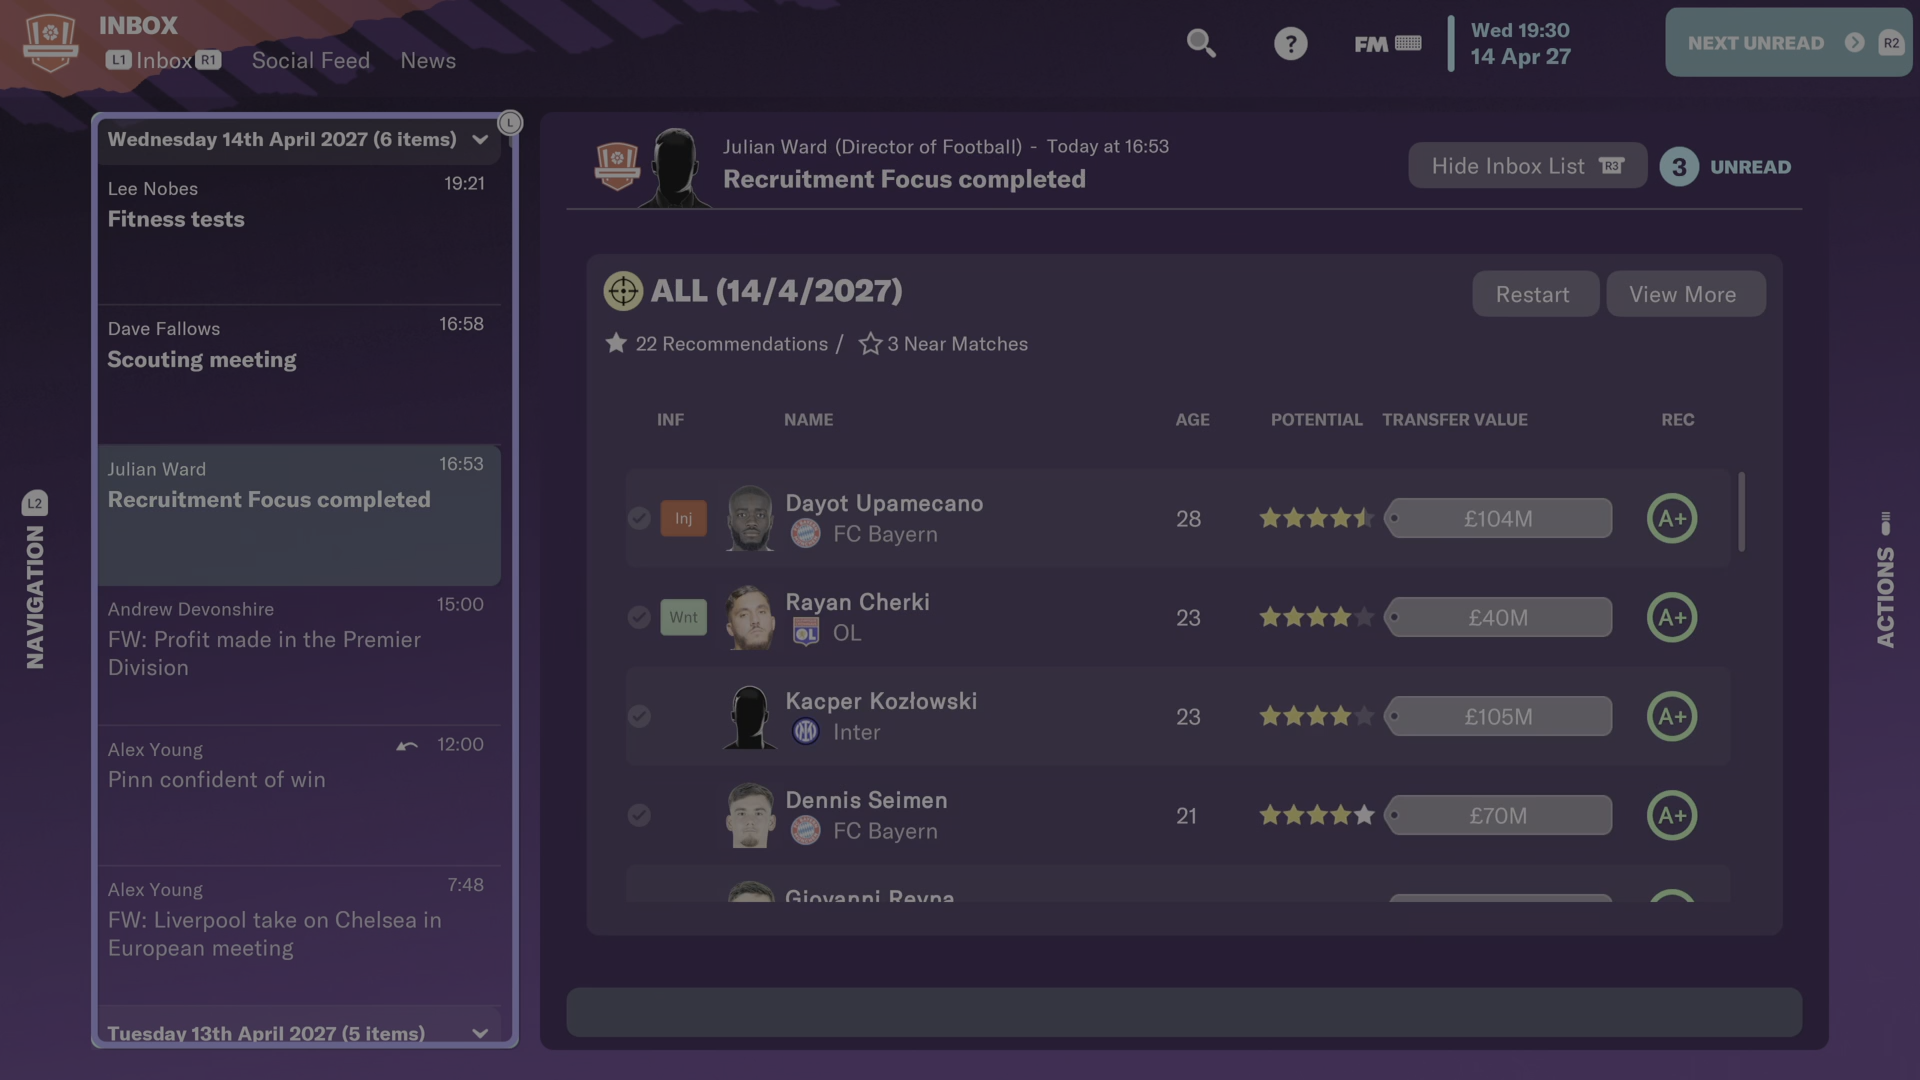 INBOX
L1 Inbox R1 Social Feed News
? FM Wed 19:30
14 Apr 27
NEXT UNREAD R2
L
Wednesday 14th April 2027 (6 items)
Lee Nobes 19:21
Fitness tests
Dave Fallows 16:58
Scouting meeting
Julian Ward 16:53
Recruitment Focus completed
Andrew Devonshire 15:00
FW: Profit made in the Premier
Division
Alex Young 12:00
Pinn confident of win
Alex Young 7:48
FW: Liverpool take on Chelsea in
European meeting
Tuesday 13th April 2027 (5 items)
L2
NAVIGATION
Julian Ward (Director of Football) - Today at 16:53
Recruitment Focus completed
Hide Inbox List R3
3 UNREAD
ALL (14/4/2027)
Restart View More
22 Recommendations / 3 Near Matches
INF NAME AGE POTENTIAL TRANSFER VALUE REC
Inj Dayot Upamecano 28 £104M A+
FC Bayern
Wnt Rayan Cherki 23 £40M A+
OL OL
Kacper Kozłowski 23 £105M A+
Inter
Dennis Seimen 21 £70M A+
FC Bayern
Giovanni Reyna
ACTIONS